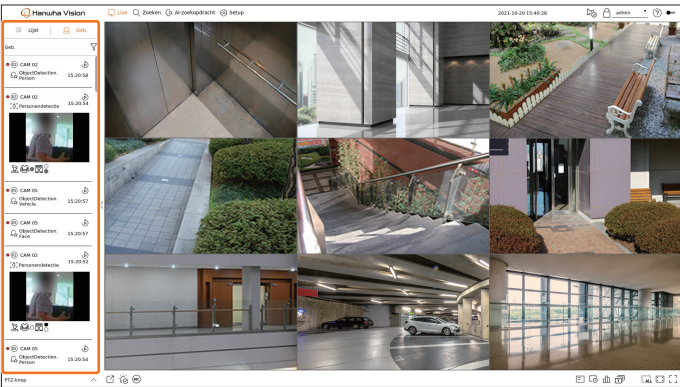 Hanwha Vision
Live Zoeken AI-zoekopdracht Setup
2021-10-20 15:40:28
admin
Lijst Geb.
Geb.
CAM 02
ObjectDetection.
Person
15:20:58
CAM 02
Personendetectie
15:20:54
CAM 05
ObjectDetection.
Vehicle
15:20:57
CAM 05
ObjectDetection.
Face
15:20:57
CAM 02
Personendetectie
15:20:52
CAM 05
ObjectDetection.
Person
15:20:54
PTZ-knop
ALL